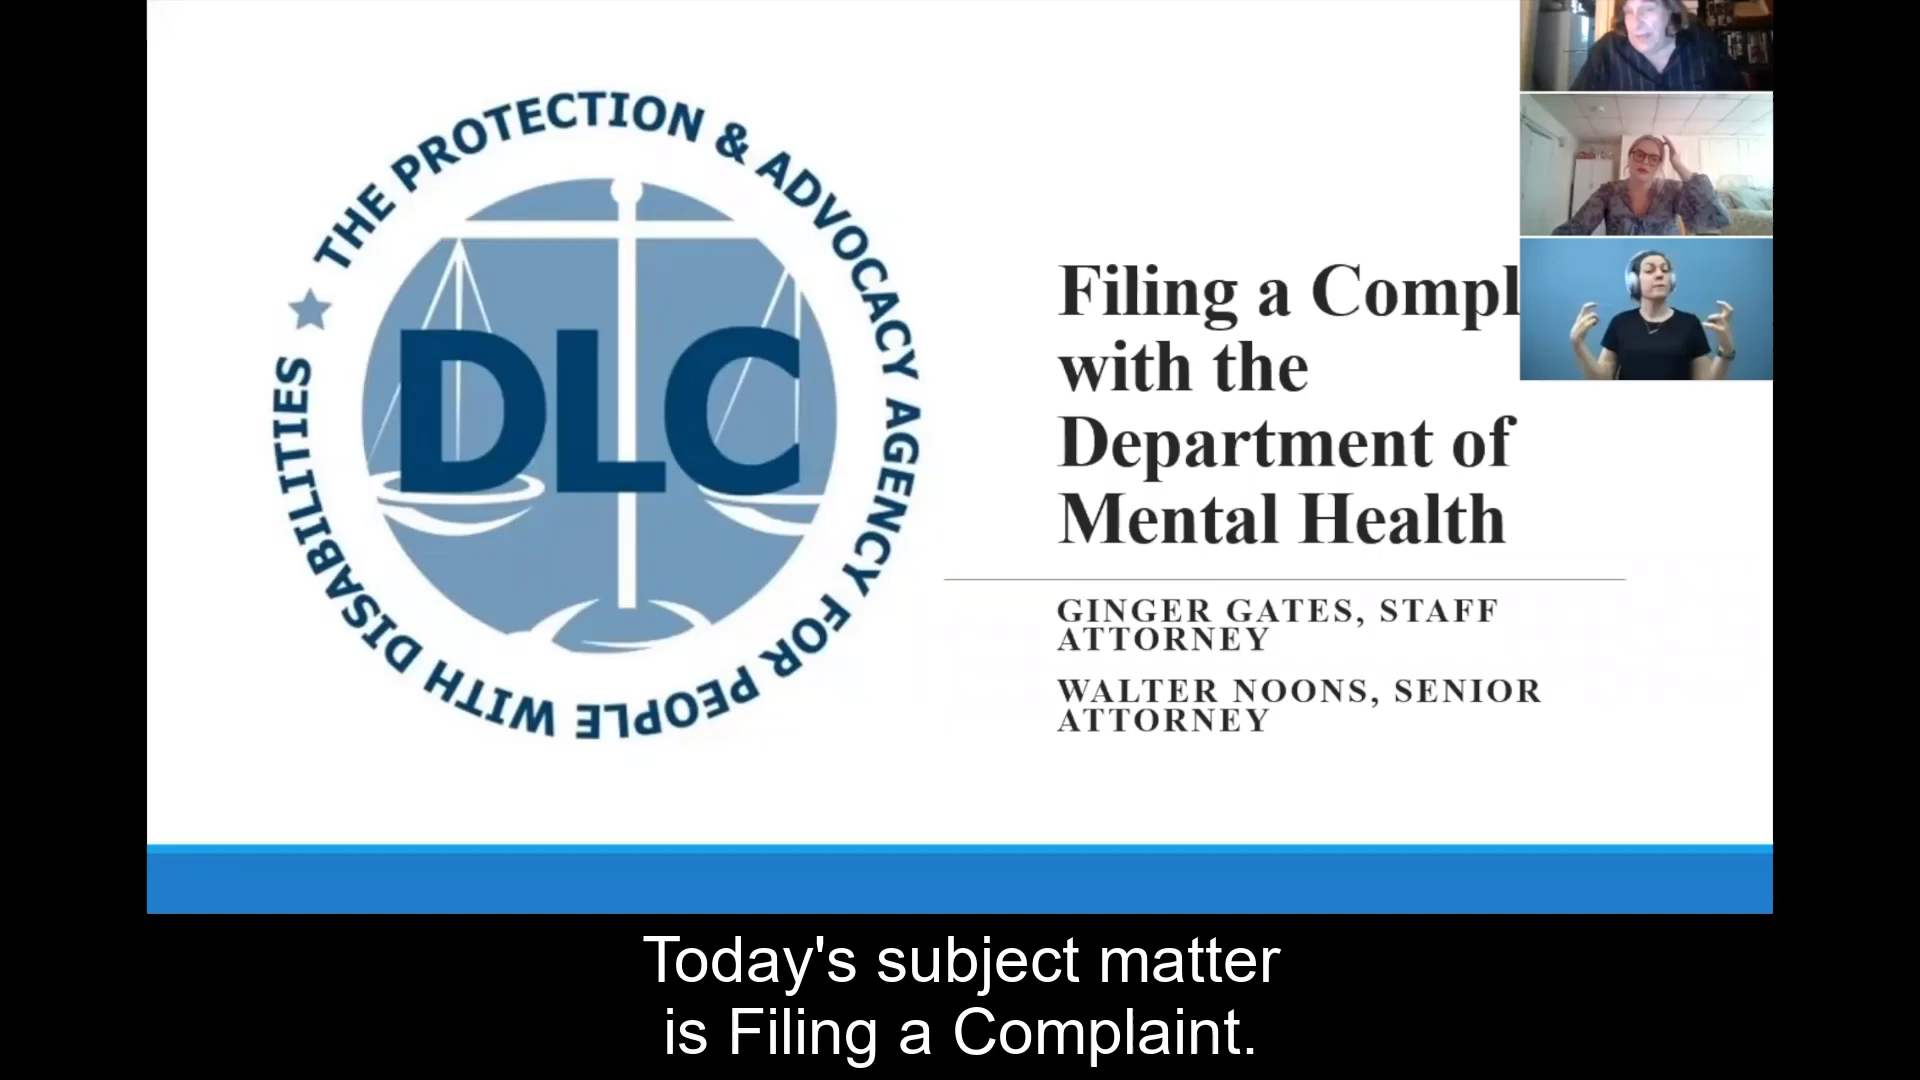 THE PROTECTION & ADVOCACY AGENCY FOR PEOPLE WITH DISABILITIES
DLC
Filing a Compl
with the
Department of
Mental Health
GINGER GATES, STAFF
ATTORNEY
WALTER NOONS, SENIOR
ATTORNEY
Today's subject matter
is Filing a Complaint.